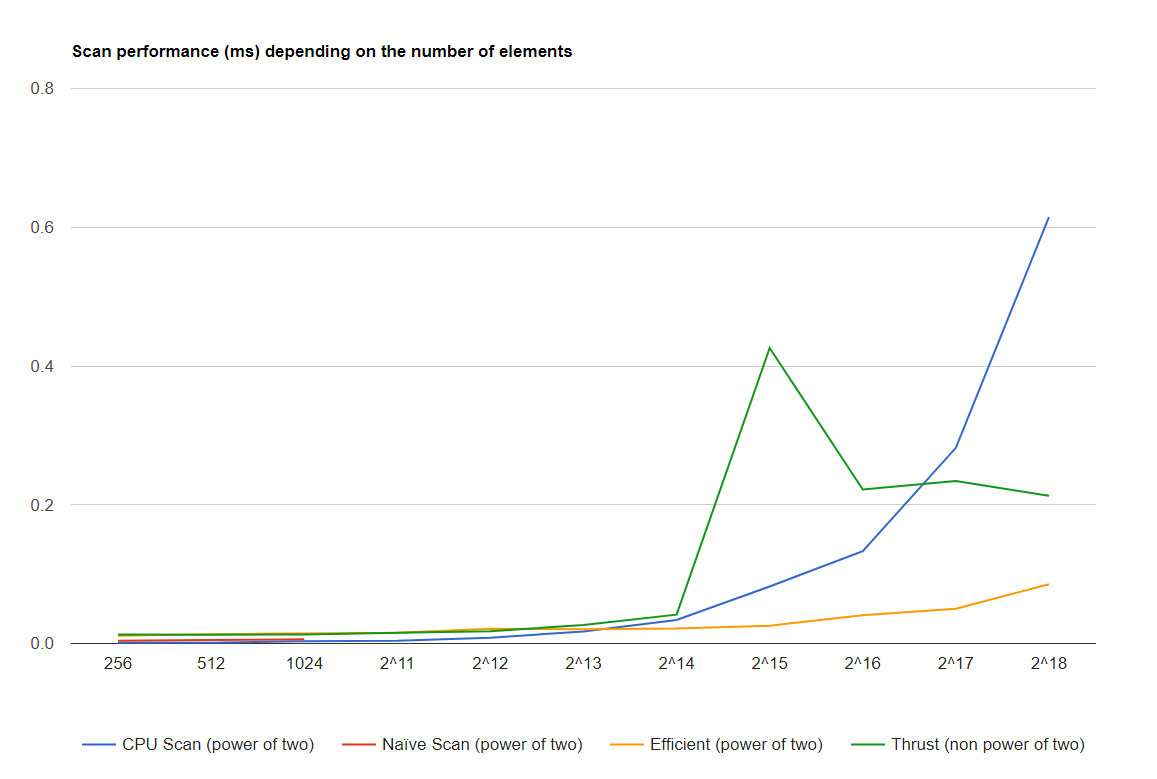 Scan performance (ms) depending on the number of elements
0.8
0.6
0.4
0.2
0.0
256 512 1024 2^11 2^12 2^13 2^14 2^15 2^16 2^17 2^18
CPU Scan (power of two) Naïve Scan (power of two) Efficient (power of two) Thrust (non power of two)